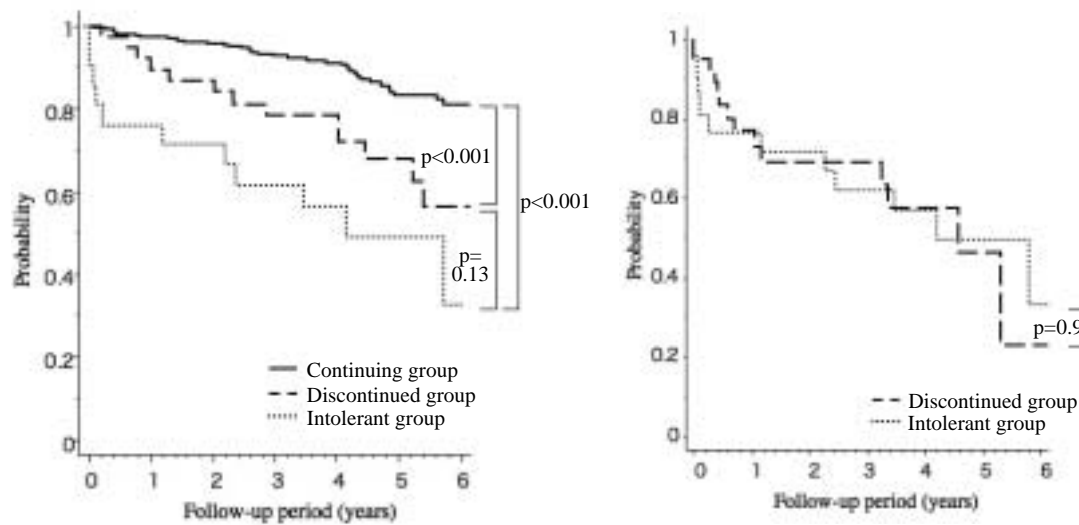 1
0.8
0.6
0.4
0.2
0
Probability
p<0.001
p<0.001
p=
0.13
Continuing group
Discontinued group
Intolerant group
0 1 2 3 4 5 6
Follow-up period (years)
1
0.8
0.6
0.4
0.2
0
Probability
p=0.9
Discontinued group
Intolerant group
0 1 2 3 4 5 6
Follow-up period (years)